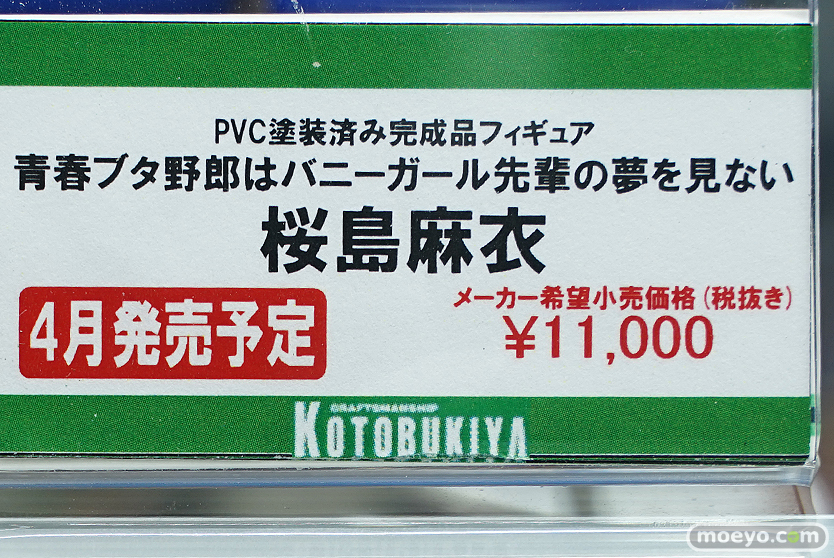 PVC塗装済み完成品フィギュア
青春ブタ野郎はバニーガール先輩の夢を見ない
桜島麻衣
4月発売予定
メーカー希望小売価格(税抜き)
¥11,000
CRAFTSMANSHIP
KOTOBUKIYA
moeyo.com